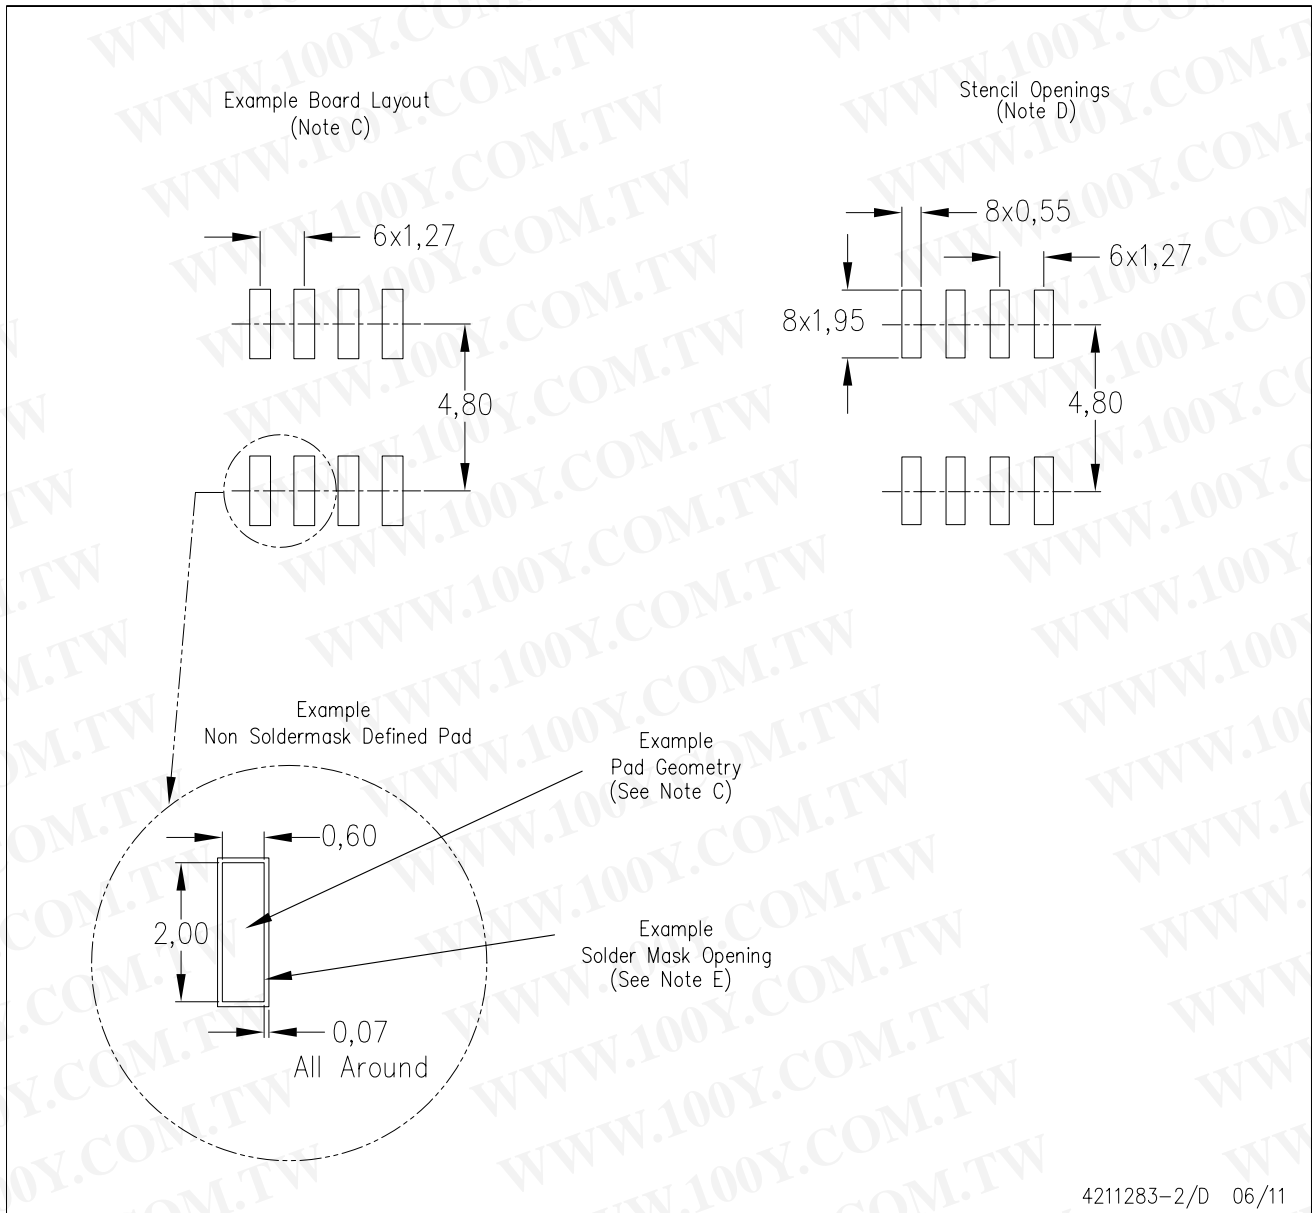 Example Board Layout
(Note C)
Stencil Openings
(Note D)
6x1,27
8x0,55
6x1,27
8x1,95
4,80
4,80
Example
Non Soldermask Defined Pad
Example
Pad Geometry
(See Note C)
0,60
2,00
Example
Solder Mask Opening
(See Note E)
0,07
All Around
4211283-2/D 06/11
WWW.100Y.COM.TW